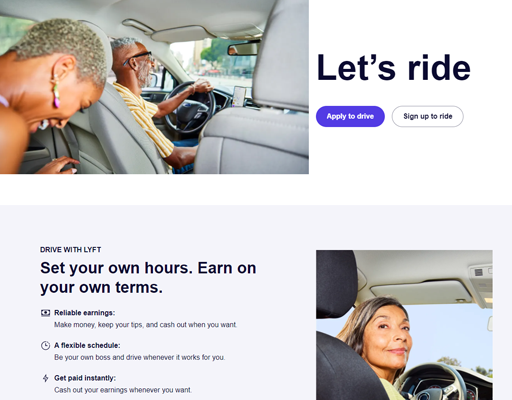 Let's ride
Apply to drive
Sign up to ride
DRIVE WITH LYFT
Set your own hours. Earn on
your own terms.
Reliable earnings:
Make money, keep your tips, and cash out when you want.
A flexible schedule:
Be your own boss and drive whenever it works for you.
Get paid instantly:
Cash out your earnings whenever you want.